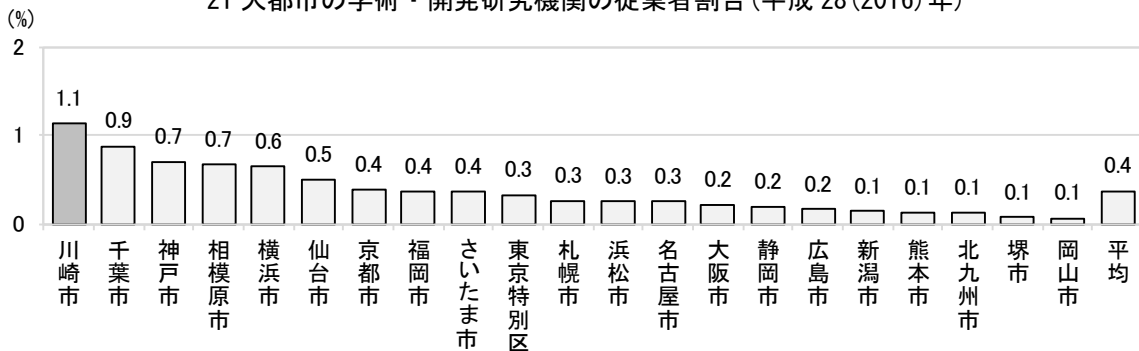 21大都市の学術・開発研究機関の従業者割合(平成28(2016)年)
(%)
2
1
0
1.1
0.9
0.7
0.7
0.6
0.5
0.4
0.4
0.4
0.3
0.3
0.3
0.3
0.2
0.2
0.2
0.1
0.1
0.1
0.1
0.1
0.4
川崎市
千葉市
神戸市
相模原市
横浜市
仙台市
京都市
福岡市
さいたま市
東京特別区
札幌市
浜松市
名古屋市
大阪市
静岡市
広島市
新潟市
熊本市
北九州市
堺市
岡山市
平均